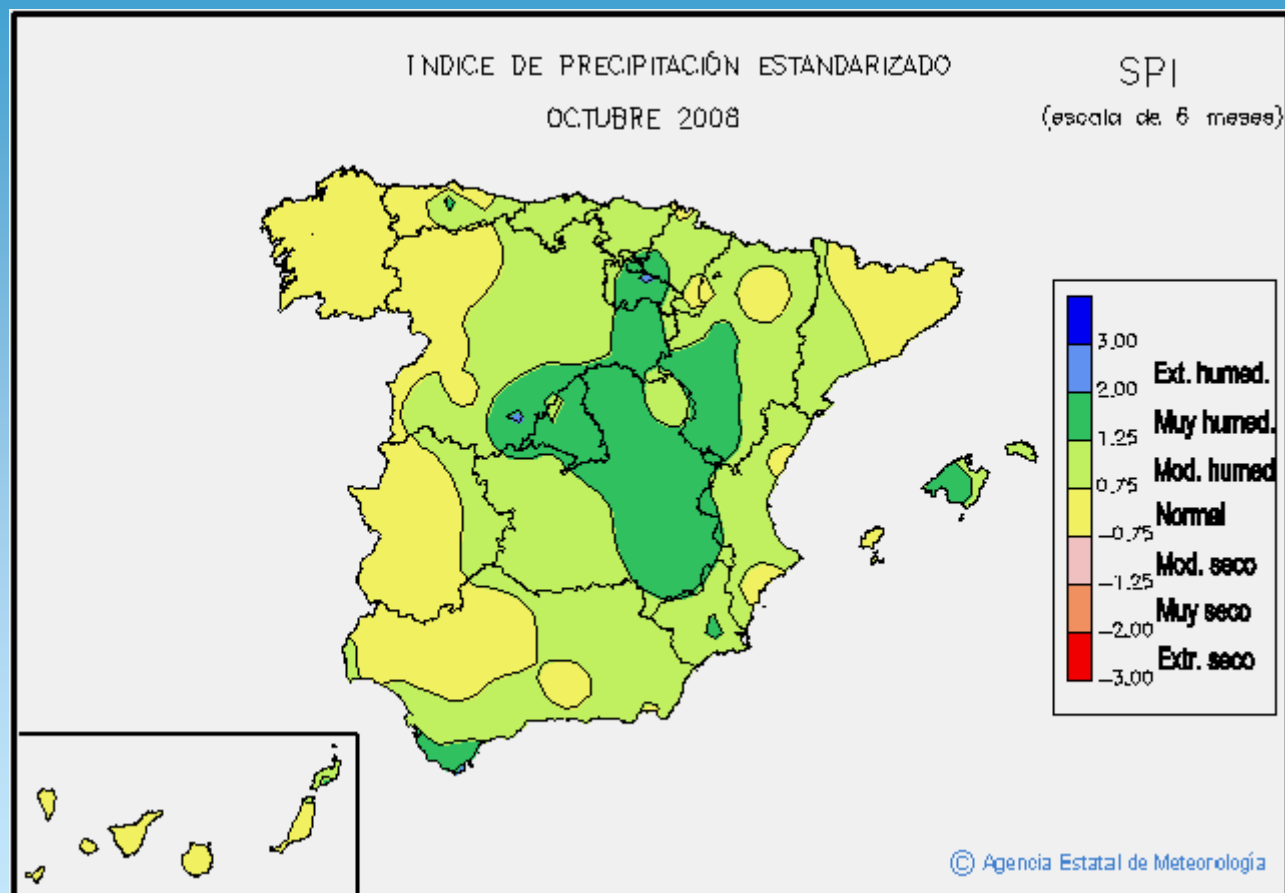 INDICE DE PRECIPITACIÓN ESTANDARIZADO
OCTUBRE 2008
SPI
(escala de 6 meses)
3.00
Ext. humed.
2.00
Muy humed.
1.25
Mod. humed
0.75
Normal
-0.75
Mod. seco
-1.25
Muy seco
-2.00
Extr. seco
-3.00
© Agencia Estatal de Meteorología